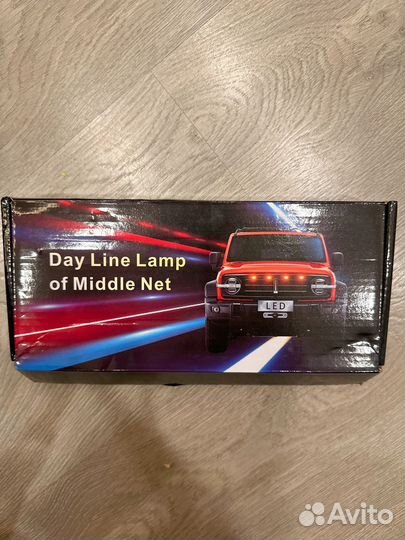 Day Line Lamp
of Middle Net
LED
Avito